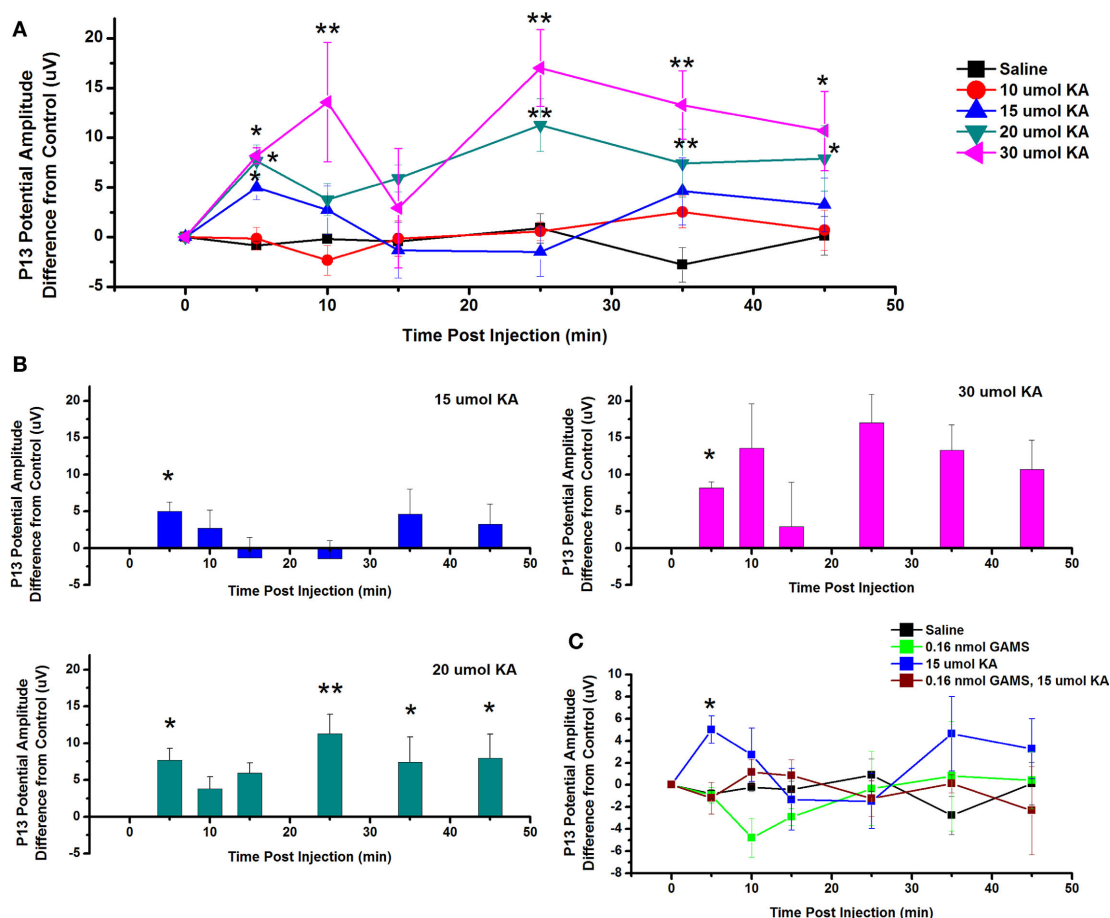 A
P13 Potential Amplitude
Difference from Control (uV)
20
15
10
5
0
-5
** ** ** *
* * * ** ** *
Saline
10 umol KA
15 umol KA
20 umol KA
30 umol KA
0 10 20 30 40 50
Time Post Injection (min)
B
P13 Potential Amplitude
Difference from Control (uV)
20
15
10
5
0
-5
15 umol KA
*
0 10 20 30 40 50
Time Post Injection (min)
P13 Potential Amplitude
Difference from Control (uV)
20
15
10
5
0
-5
30 umol KA
*
0 10 20 30 40 50
Time Post Injection
P13 Potential Amplitude
Difference from Control (uV)
20
15
10
5
0
-5
20 umol KA
* ** * *
0 10 20 30 40 50
Time Post Injection (min)
C
Saline
0.16 nmol GAMS
15 umol KA
0.16 nmol GAMS, 15 umol KA
P13 Potential Amplitude
Difference from Control (uV)
10
8
6
4
2
0
-2
-4
-6
-8
*
0 10 20 30 40 50
Time Post Injection (min)